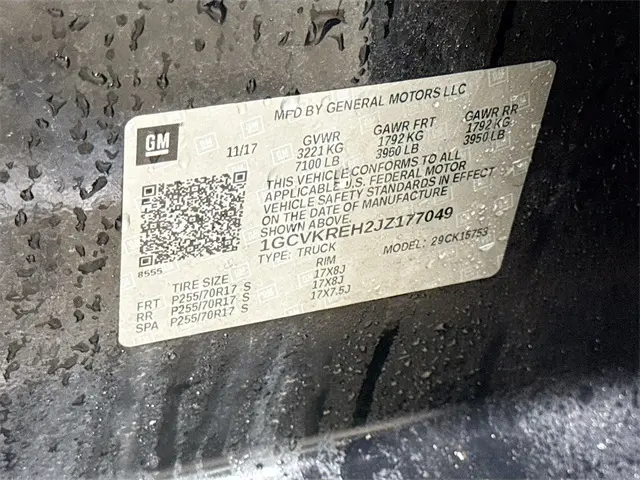 MFD BY GENERAL MOTORS LLC
GM
11/17 GVWR GAWR FRT GAWR RR
3221 KG 1792 KG 1792 KG
7100 LB 3960 LB 3950 LB
THIS VEHICLE CONFORMS TO ALL
APPLICABLE U.S. FEDERAL MOTOR
VEHICLE SAFETY STANDARDS IN EFFECT
ON THE DATE OF MANUFACTURE
SHOWN ABOVE.
1GCVKREH2JZ177049
8555 TYPE: TRUCK MODEL: 29CK15753
TIRE SIZE RIM
FRT P255/70R17 S 17X8J
RR P255/70R17 S 17X8J
SPA P255/70R17 S 17X7.5J